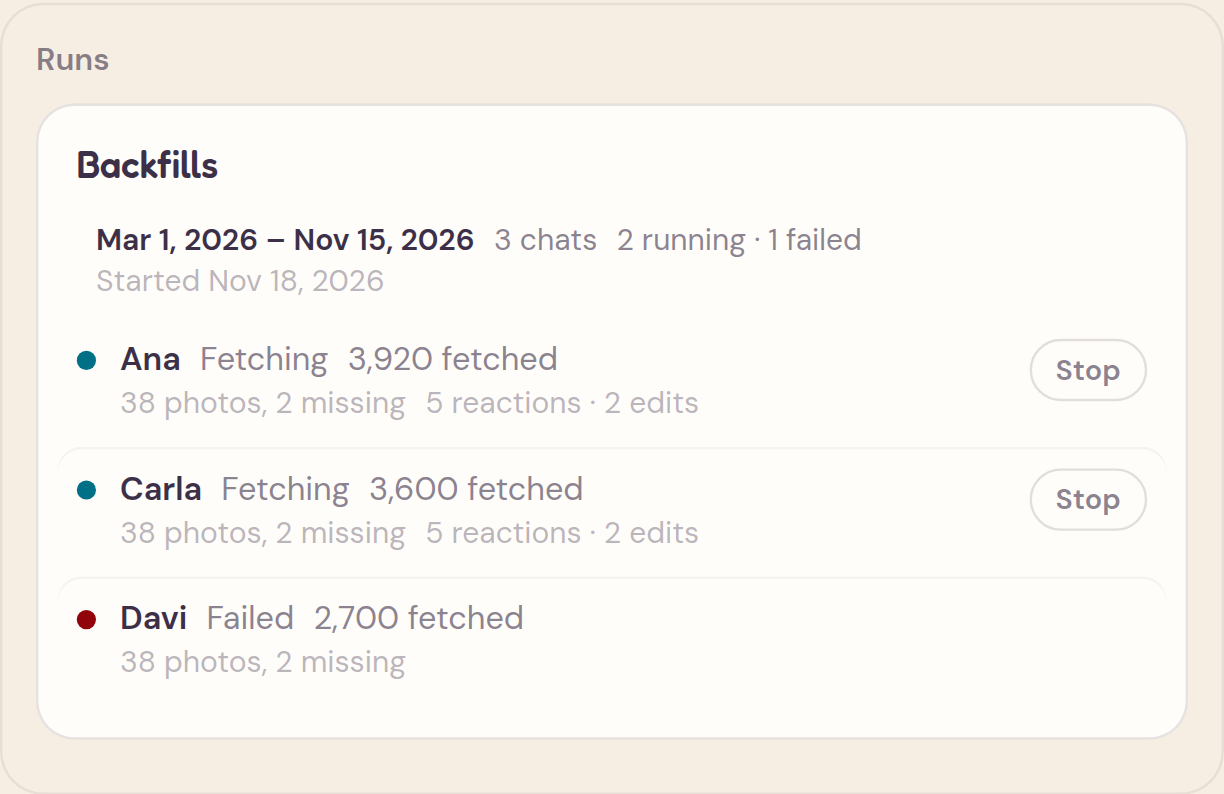 Runs
Backfills
Mar 1, 2026 – Nov 15, 2026 3 chats 2 running · 1 failed
Started Nov 18, 2026
Ana Fetching 3,920 fetched
Stop
38 photos, 2 missing 5 reactions · 2 edits
Carla Fetching 3,600 fetched
Stop
38 photos, 2 missing 5 reactions · 2 edits
Davi Failed 2,700 fetched
38 photos, 2 missing